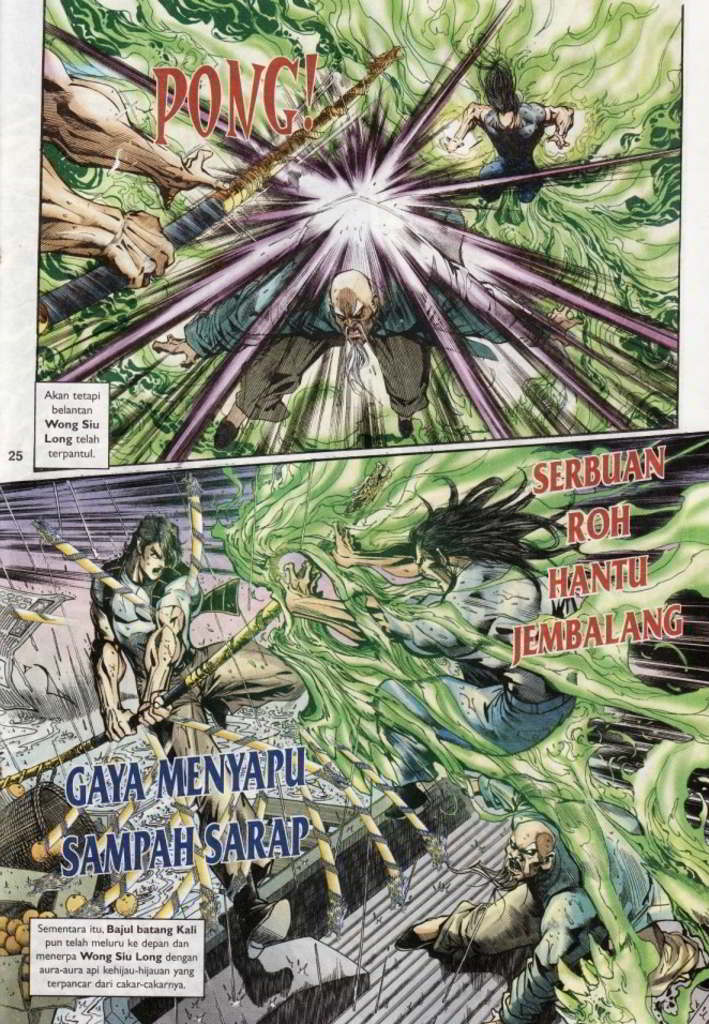 PONG!
Akan tetapi
belantan
Wong Siu
Long telah
terpantul.
25
SERBUAN
ROH
HANTU
JEMBALANG
GAYA MENYAPU
SAMPAH SARAP
Sementara itu, Bajul batang Kali
pun telah meluru ke depan dan
menerpa Wong Siu Long dengan
aura-aura api kehijau-hijauan yang
terpancar dari cakar-cakarnya.